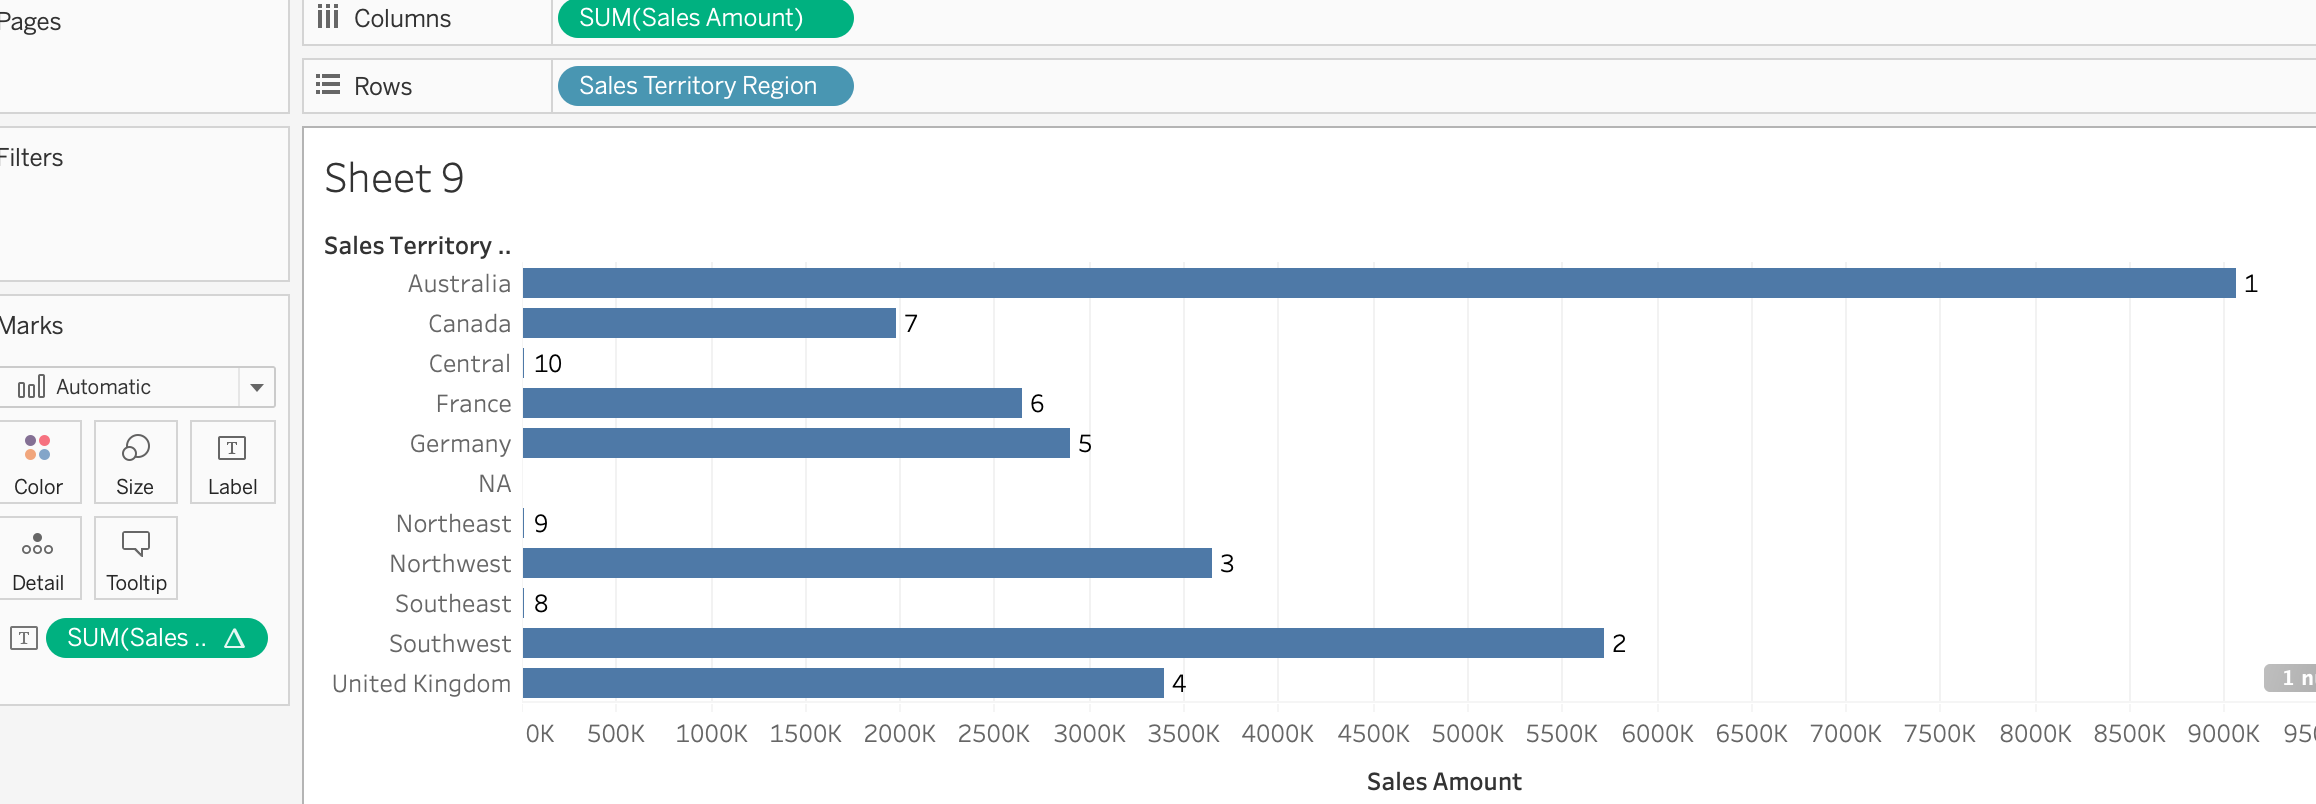 Pages
Columns
SUM(Sales Amount)
Rows
Sales Territory Region
Filters
Marks
Automatic
Color
Size
T
Label
Detail
Tooltip
T
SUM(Sales ..
Sheet 9
Sales Territory ..
Australia 1
Canada 7
Central 10
France 6
Germany 5
NA
Northeast 9
Northwest 3
Southeast 8
Southwest 2
United Kingdom 4
1
0K 500K 1000K 1500K 2000K 2500K 3000K 3500K 4000K 4500K 5000K 5500K 6000K 6500K 7000K 7500K 8000K 8500K 9000K
Sales Amount